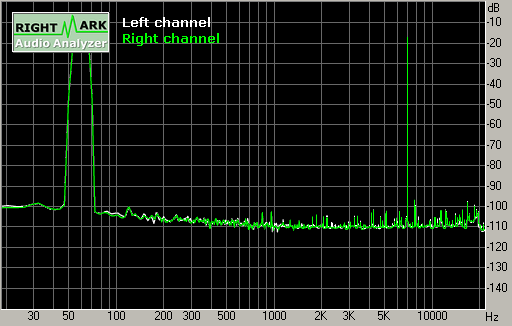 RIGHT MARK
Audio Analyzer
Left channel
Right channel
dB
-10
-20
-30
-40
-50
-60
-70
-80
-90
-100
-110
-120
-130
-140
30 50 100 200 300 500 1000 2K 3K 5K 10000 Hz